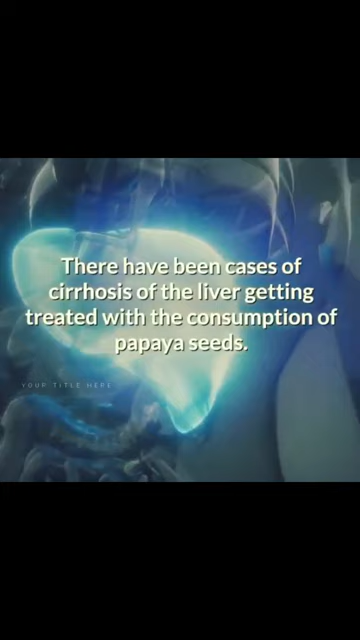 There have been cases of
cirrhosis of the liver getting
treated with the consumption of
papaya seeds.
YOUR TITLE HERE